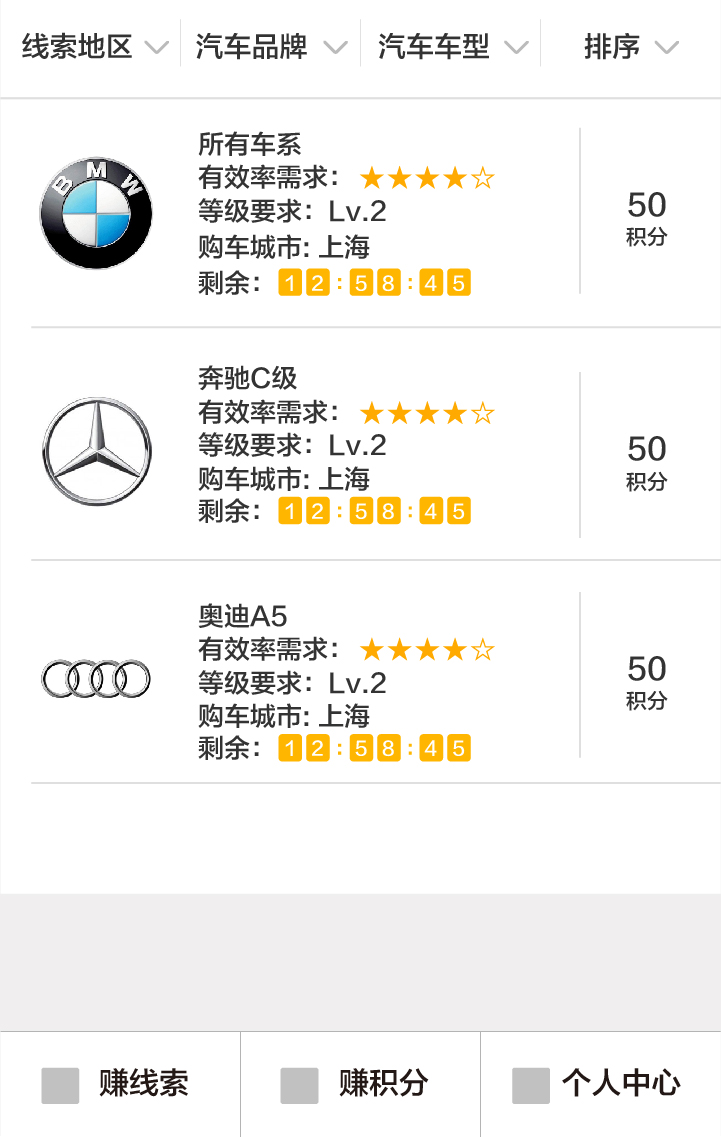 线索地区 汽车品牌 汽车车型 排序
BMW
所有车系
有效率需求： ★★★★☆
等级要求：Lv.2
购车城市: 上海
剩余： 12:58:45
50
积分
奔驰C级
有效率需求： ★★★★☆
等级要求：Lv.2
购车城市: 上海
剩余： 12:58:45
50
积分
奥迪A5
有效率需求： ★★★★☆
等级要求：Lv.2
购车城市: 上海
剩余： 12:58:45
50
积分
赚线索 赚积分 个人中心